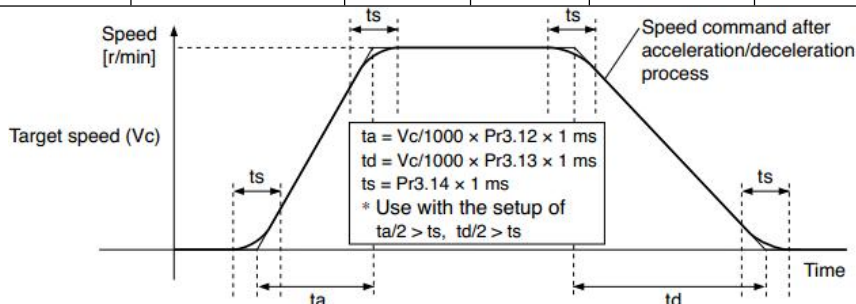 ts
ts
Speed
[r/min]
Speed command after
acceleration/deceleration
process
Target speed (Vc)
ta = Vc/1000 × Pr3.12 × 1 ms
td = Vc/1000 × Pr3.13 × 1 ms
ts = Pr3.14 × 1 ms
* Use with the setup of
ta/2 > ts, td/2 > ts
ts
ts
Time
ta
td